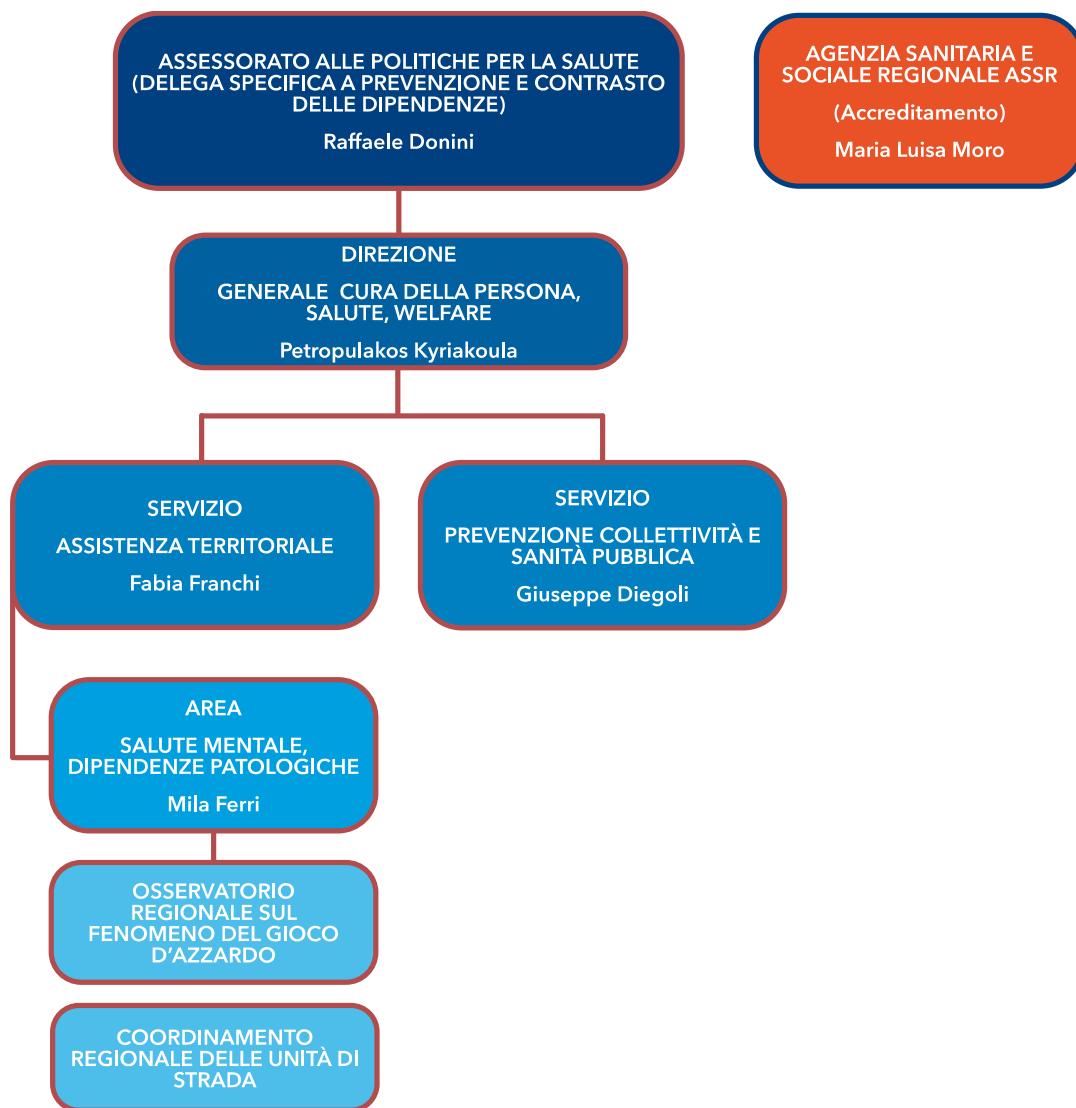 ASSESSORATO ALLE POLITICHE PER LA SALUTE
(DELEGA SPECIFICA A PREVENZIONE E CONTRASTO
DELLE DIPENDENZE)
Raffaele Donini
AGENZIA SANITARIA E
SOCIALE REGIONALE ASSR
(Accreditamento)
Maria Luisa Moro
DIREZIONE
GENERALE CURA DELLA PERSONA,
SALUTE, WELFARE
Petropulakos Kyriakoula
SERVIZIO
ASSISTENZA TERRITORIALE
Fabia Franchi
SERVIZIO
PREVENZIONE COLLETTIVITÀ E
SANITÀ PUBBLICA
Giuseppe Diegoli
AREA
SALUTE MENTALE,
DIPENDENZE PATOLOGICHE
Mila Ferri
OSSERVATORIO
REGIONALE SUL
FENOMENO DEL GIOCO
D'AZZARDO
COORDINAMENTO
REGIONALE DELLE UNITÀ DI
STRADA